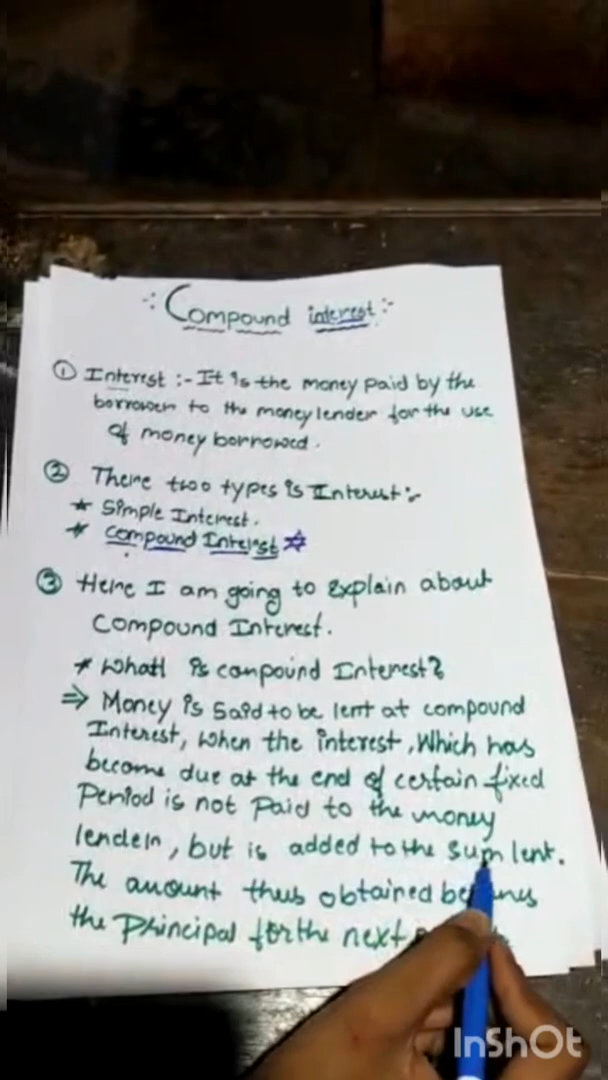 -: Compound interest :-
① Interest :- It is the money paid by the
borrower to the money lender for the use
of money borrowed.
② There two types is Interest :-
* Simple Interest.
* Compound Interest
③ Here I am going to explain about
Compound Interest.
* What is compound Interest?
⇒ Money is said to be lent at compound
Interest, when the interest, which has
become due at the end of certain fixed
Period is not paid to the money
lender, but is added to the sum lent.
The amount thus obtained becomes
the Principal for the next
InShOt